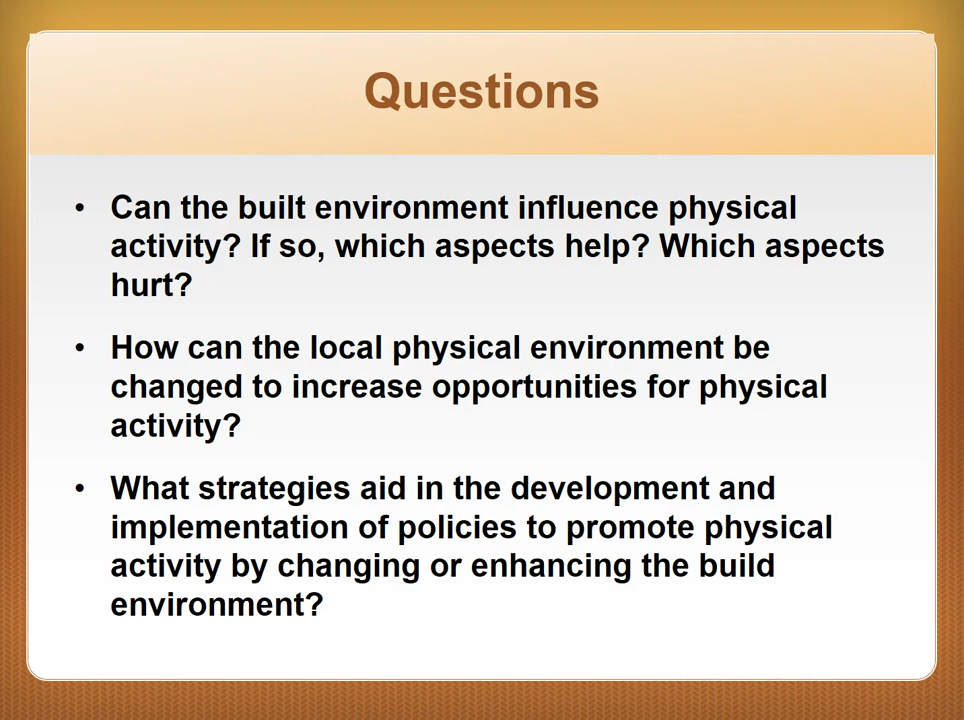 Questions
• Can the built environment influence physical
activity? If so, which aspects help? Which aspects
hurt?
• How can the local physical environment be
changed to increase opportunities for physical
activity?
• What strategies aid in the development and
implementation of policies to promote physical
activity by changing or enhancing the build
environment?